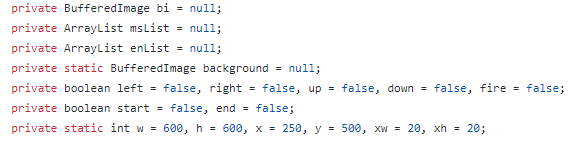 private BufferedImage bi = null;
private ArrayList msList = null;
private ArrayList enList = null;
private static BufferedImage background = null;
private boolean left = false, right = false, up = false, down = false, fire = false;
private boolean start = false, end = false;
private static int w = 600, h = 600, x = 250, y = 500, xw = 20, xh = 20;